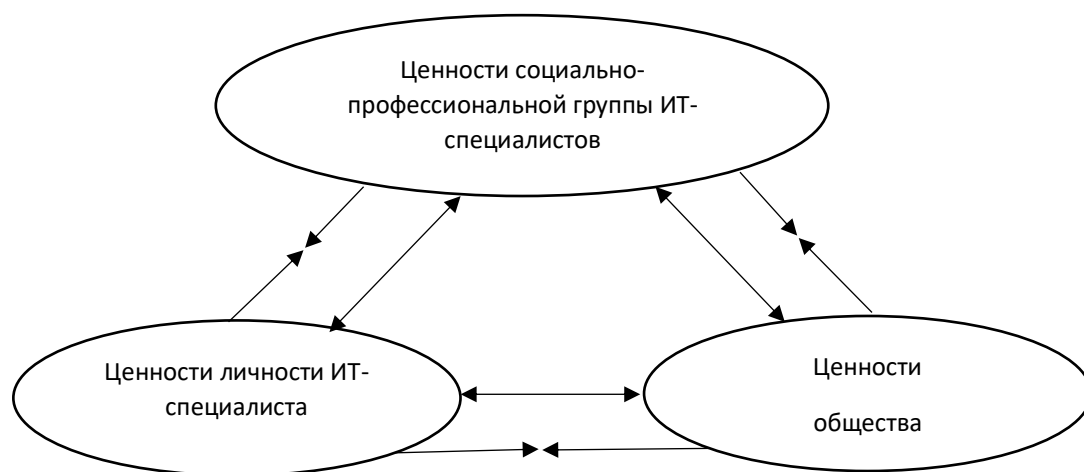 Ценности социально-
профессиональной группы ИТ-
специалистов
Ценности личности ИТ-
специалиста
Ценности
общества